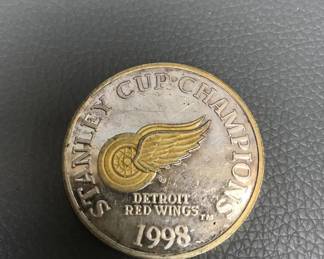 STANLEY CUP CHAMPIONS
DETROIT
RED WINGS TM
1998